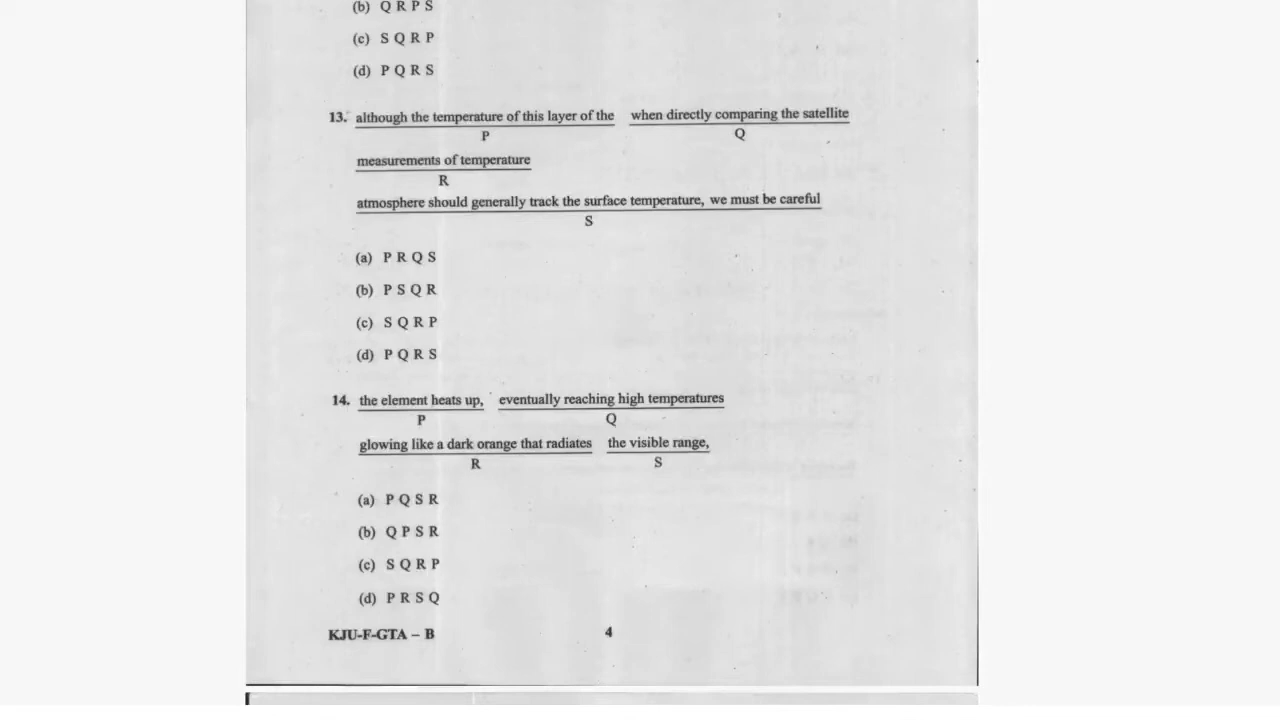 (b) Q R P S
(c) S Q R P
(d) P Q R S
13. although the temperature of this layer of the when directly comparing the satellite
P Q
measurements of temperature
R
atmosphere should generally track the surface temperature, we must be careful
S
(a) P R Q S
(b) P S Q R
(c) S Q R P
(d) P Q R S
14. the element heats up, eventually reaching high temperatures
P Q
glowing like a dark orange that radiates the visible range,
R S
(a) P Q S R
(b) Q P S R
(c) S Q R P
(d) P R S Q
KJU-F-GTA – B 4